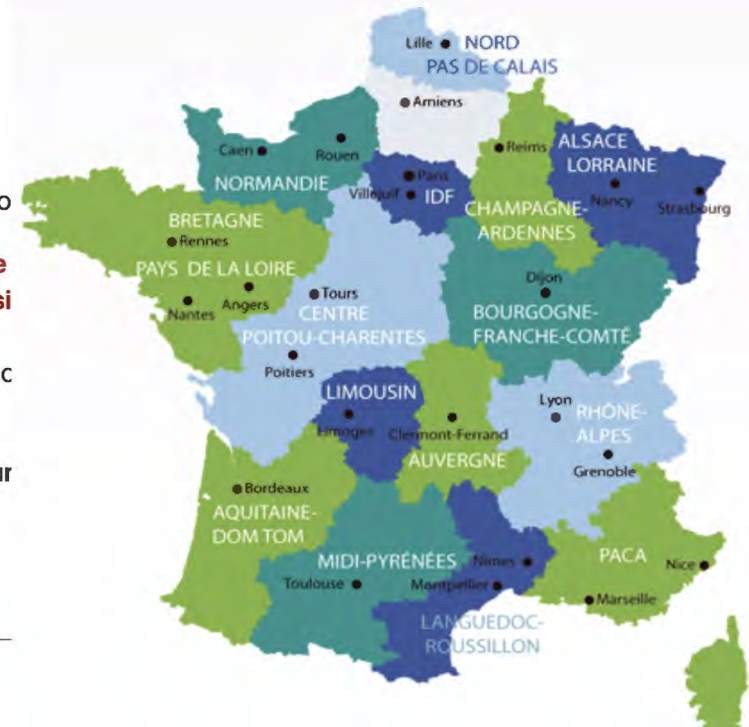 Lille
NORD
PAS DE CALAIS
Amiens
Caen
Rouen
NORMANDIE
Reims
ALSACE
LORRAINE
Nancy
Strasbourg
Paris
Villejuif
IDF
CHAMPAGNE-
ARDENNES
o
BRETAGNE
Rennes
e
PAYS DE LA LOIRE
si
Nantes
Angers
Tours
CENTRE
POITOU-CHARENTES
Poitiers
Dijon
BOURGOGNE-
FRANCHE-COMTÉ
c
LIMOUSIN
Limoges
Clermont-Ferrand
AUVERGNE
Lyon
RHÔNE-
ALPES
Grenoble
ur
Bordeaux
AQUITAINE-
DOM TOM
MIDI-PYRÉNÉES
Toulouse
Nimes
Montpellier
LANGUEDOC-
ROUSSILLON
PACA
Nice
Marseille